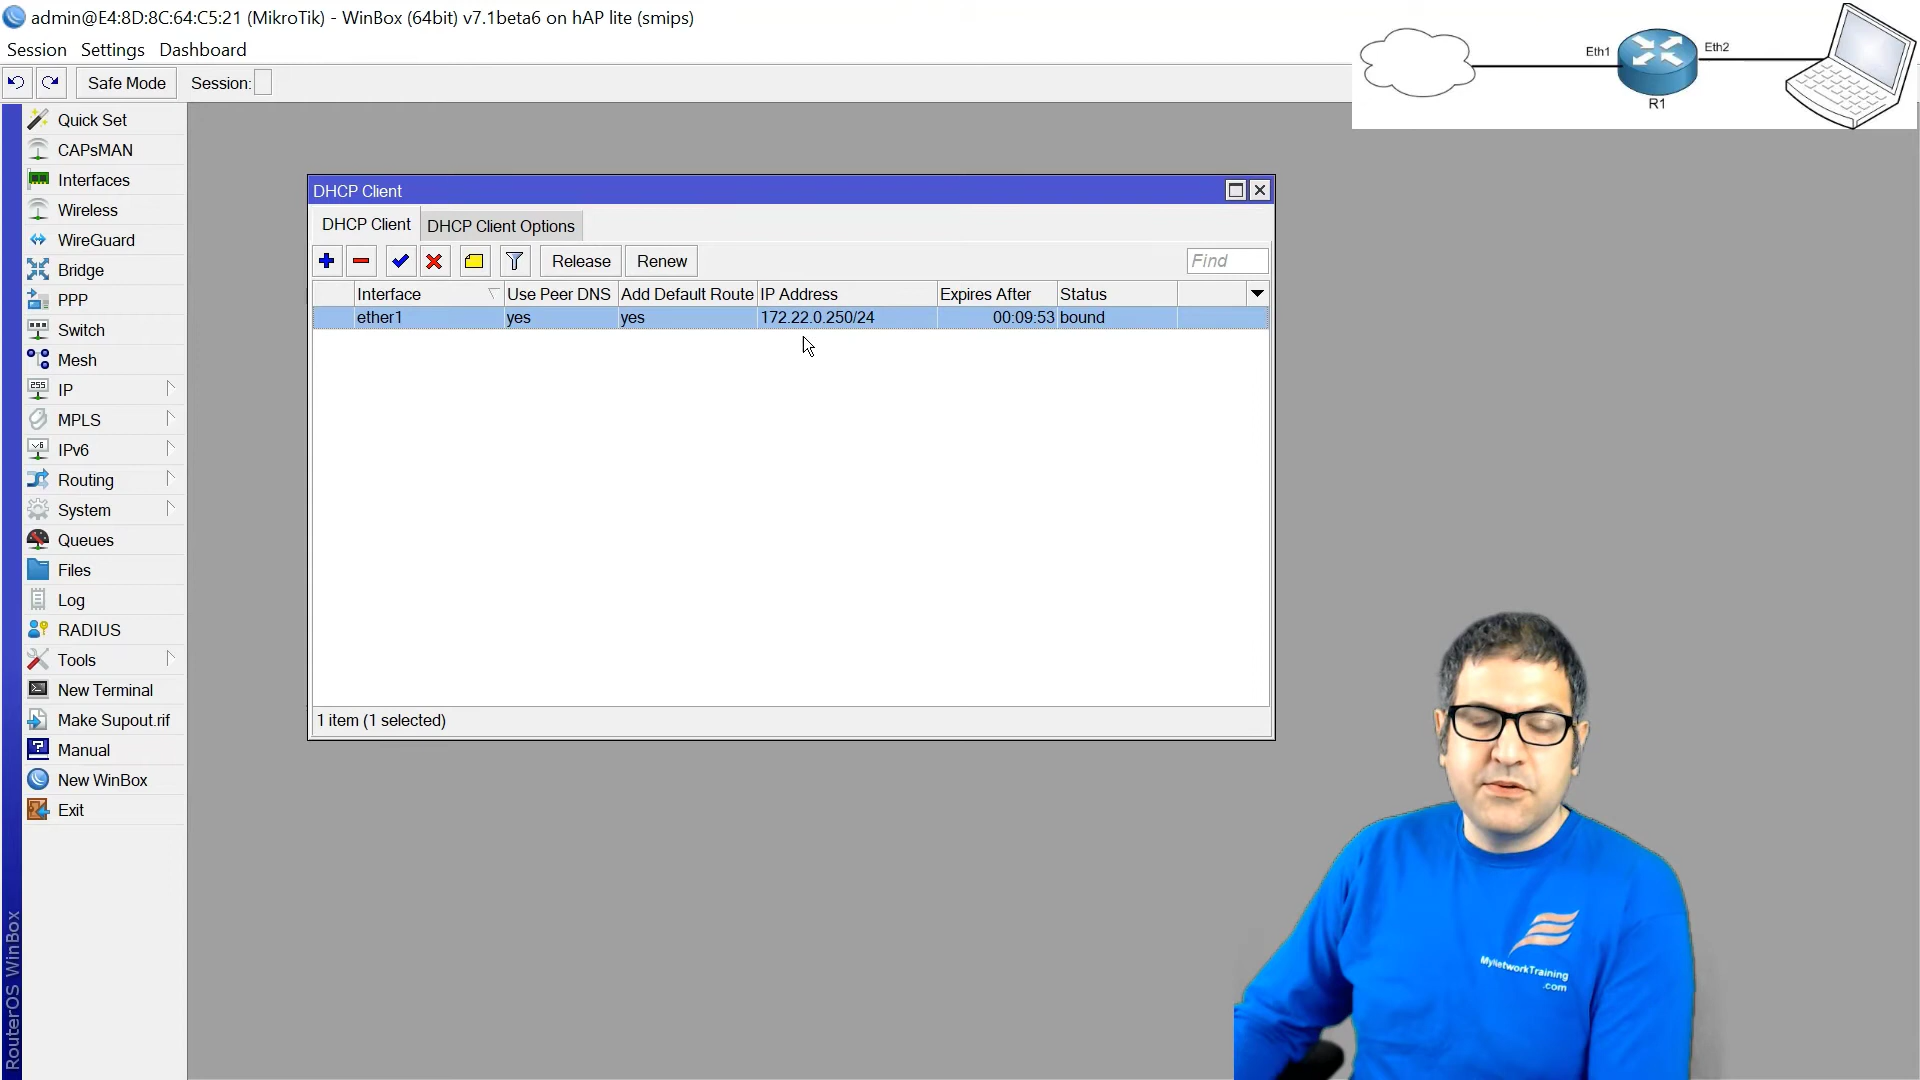 admin@E4:8D:8C:64:C5:21 (MikroTik) - WinBox (64bit) v7.1beta6 on hAP lite (smips)
Session Settings Dashboard
Safe Mode Session:
Eth1 Eth2
R1
Quick Set
CAPsMAN
Interfaces
Wireless
WireGuard
Bridge
PPP
Switch
Mesh
IP
MPLS
IPv6
Routing
System
Queues
Files
Log
RADIUS
Tools
New Terminal
Make Supout.rif
Manual
New WinBox
Exit
RouterOS WinBox
DHCP Client
DHCP Client DHCP Client Options
Release Renew Find
Interface Use Peer DNS Add Default Route IP Address Expires After Status
ether1 yes yes 172.22.0.250/24 00:09:53 bound
1 item (1 selected)
MyNetworkTraining
.com